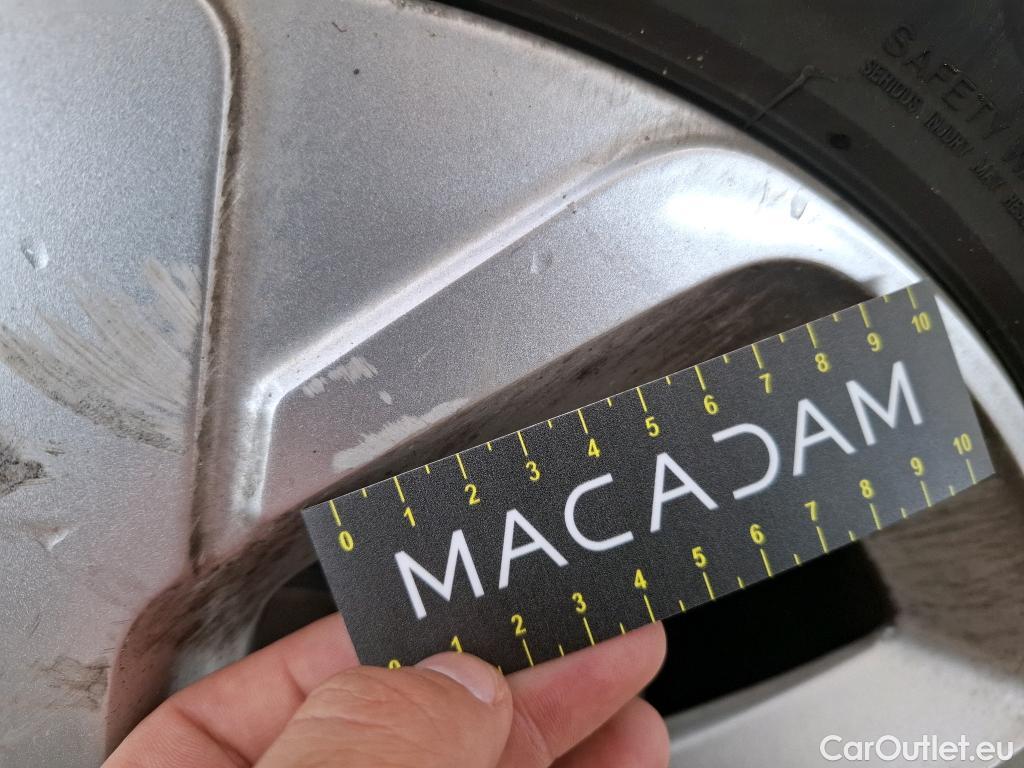 SAFETY
SERIOUS INJURY MAY
0 1 2 3 4 5 6 7 8 9 10
MACADAM
0 1 2 3 4 5 6 7 8 9 10
CarOutlet.eu